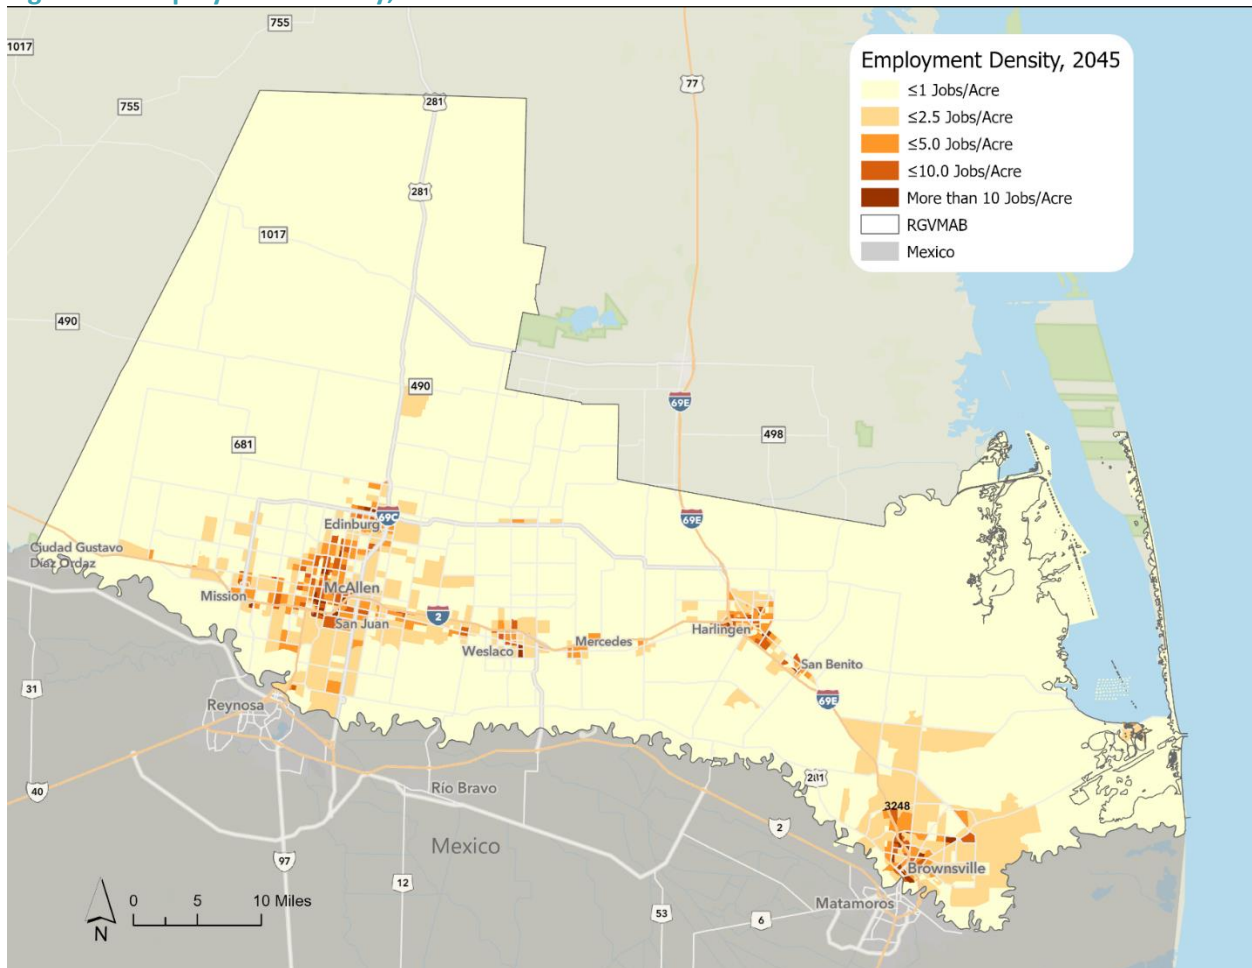 755
1017
77
755
281
281
1017
490
490
681
498
69E
69E
69C
Employment Density, 2045
≤1 Jobs/Acre
≤2.5 Jobs/Acre
≤5.0 Jobs/Acre
≤10.0 Jobs/Acre
More than 10 Jobs/Acre
RGVMAB
Mexico
Edinburg
Ciudad Gustavo
Díaz Ordaz
McAllen
Mission
San Juan
2
Mercedes
Weslaco
Harlingen
San Benito
69E
31
Reynosa
281
Río Bravo
40
3248
2
Mexico
Brownsville
97
12
Matamoros
53
6
0 5 10 Miles
N